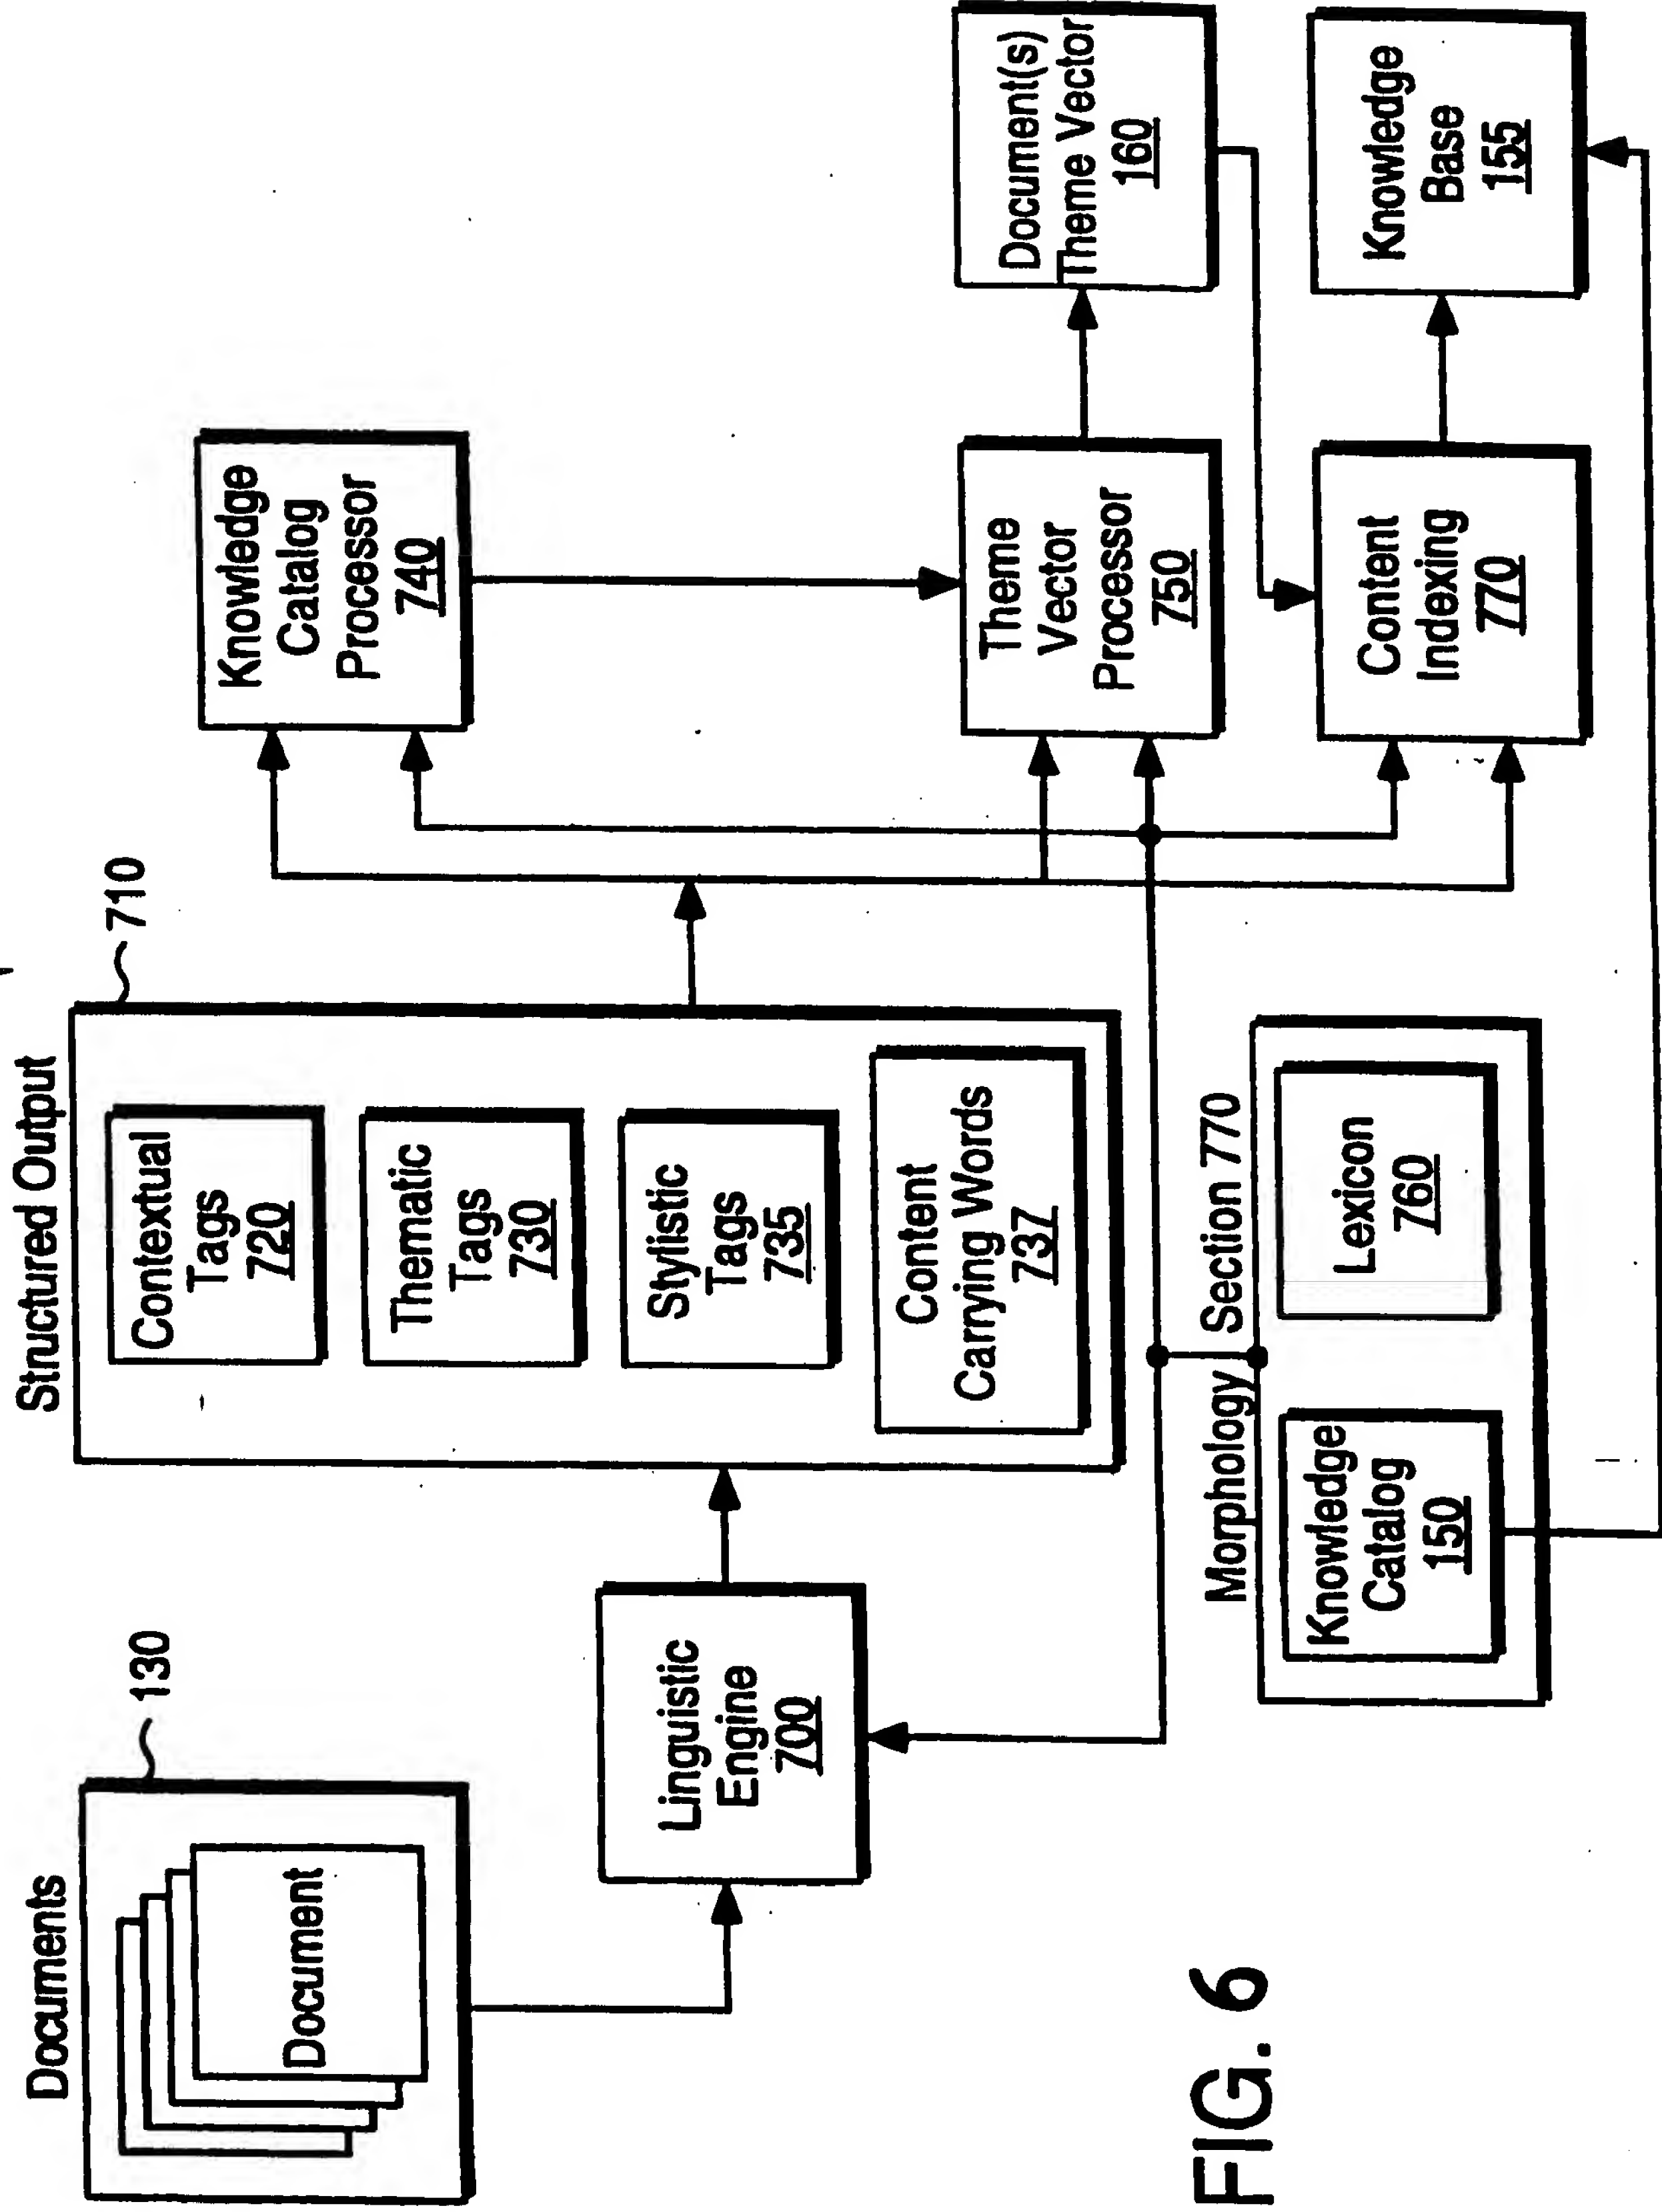 Documents
130
Document
Linguistic
Engine
700
Structured Output
710
Contextual
Tags
720
Thematic
Tags
730
Stylistic
Tags
735
Content
Carrying Words
737
Knowledge
Catalog
Processor
740
Theme
Vector
Processor
750
Document(s)
Theme Vector
160
Content
Indexing
770
Knowledge
Base
155
Morphology Section 770
Knowledge
Catalog
150
Lexicon
760
FIG. 6